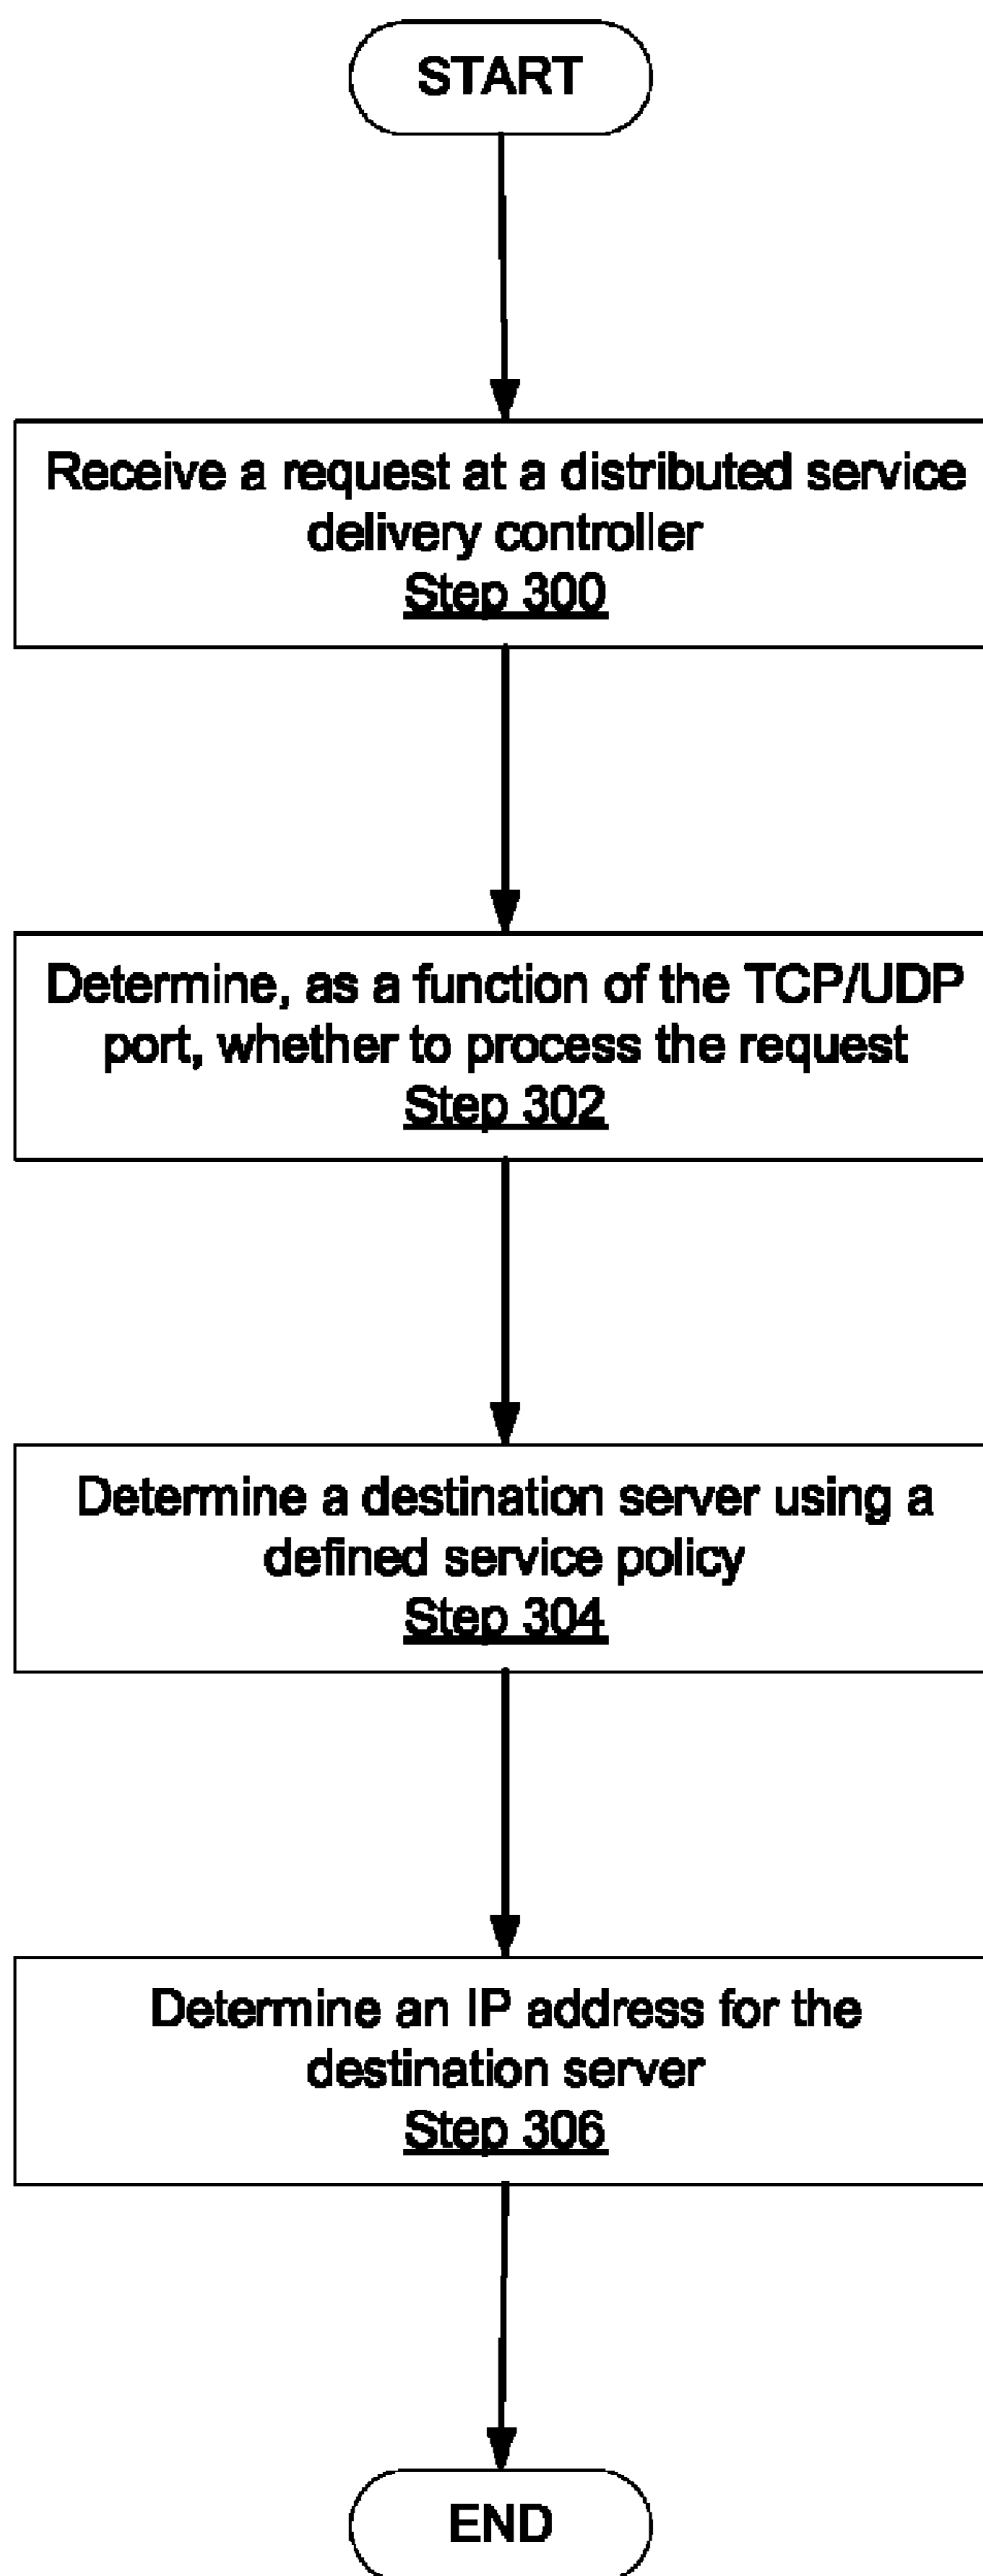 START
Receive a request at a distributed service
delivery controller
Step 300
Determine, as a function of the TCP/UDP
port, whether to process the request
Step 302
Determine a destination server using a
defined service policy
Step 304
Determine an IP address for the
destination server
Step 306
END